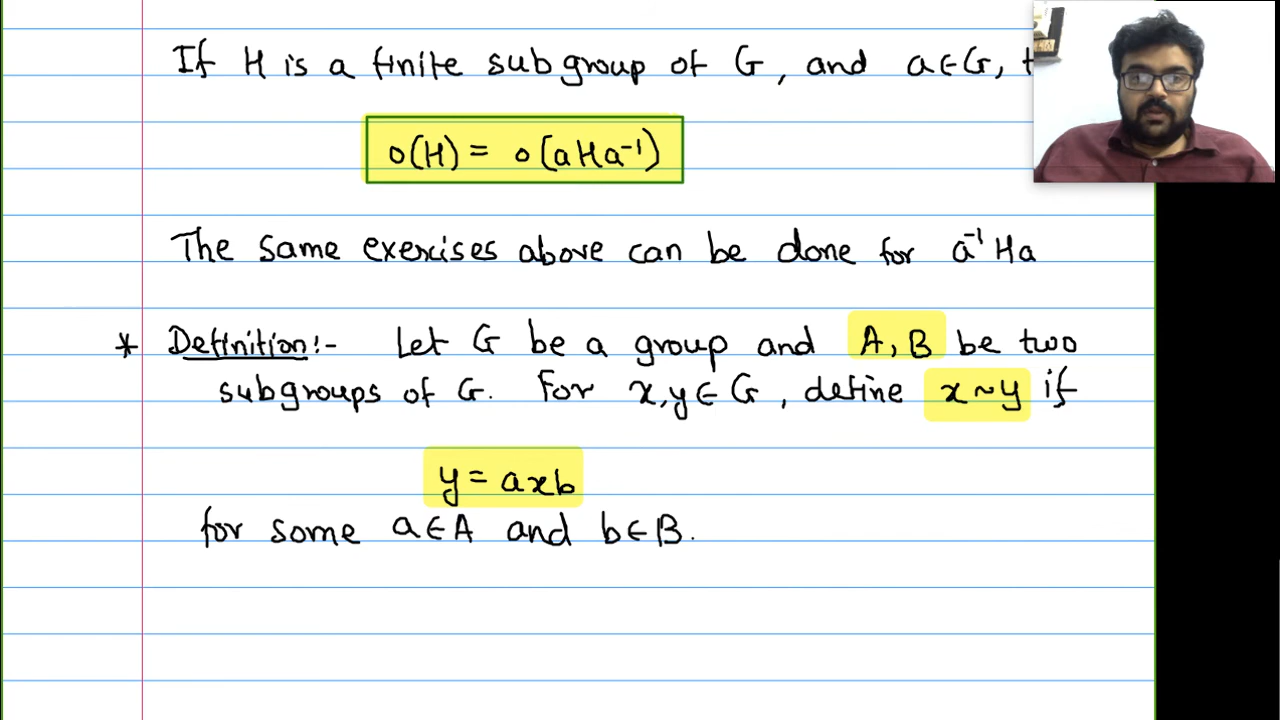 If H is a finite subgroup of G, and a∈G,
o(H) = o(aHa⁻¹)
The same exercises above can be done for a⁻¹Ha
* Definition:- Let G be a group and A, B be two
subgroups of G. For x,y∈G, define x~y if
y = axb
for some a∈A and b∈B.